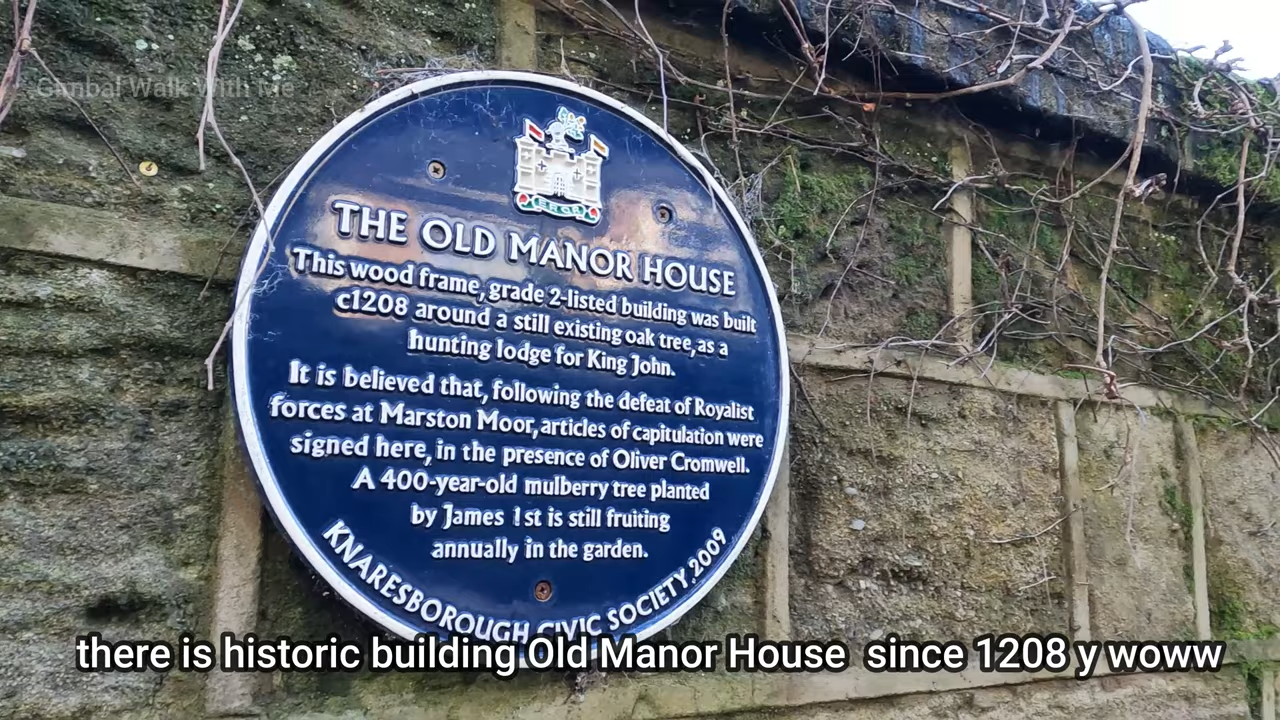 Gimbal Walk With Me
THE OLD MANOR HOUSE
This wood frame, grade 2-listed building was built
c1208 around a still existing oak tree, as a
hunting lodge for King John.
It is believed that, following the defeat of Royalist
forces at Marston Moor, articles of capitulation were
signed here, in the presence of Oliver Cromwell.
A 400-year-old mulberry tree planted
by James 1st is still fruiting
annually in the garden.
KNARESBOROUGH CIVIC SOCIETY, 2009
there is historic building Old Manor House since 1208 y woww